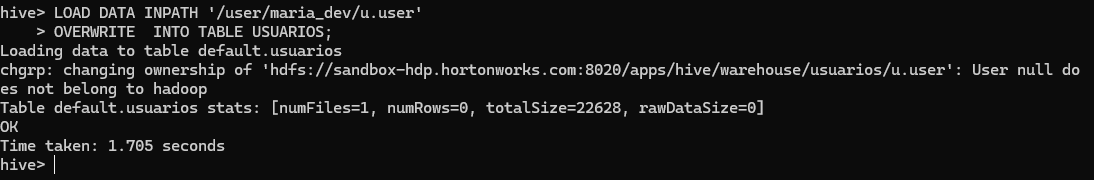 hive> LOAD DATA INPATH '/user/maria_dev/u.user'
    > OVERWRITE  INTO TABLE USUARIOS;
Loading data to table default.usuarios
chgrp: changing ownership of 'hdfs://sandbox-hdp.hortonworks.com:8020/apps/hive/warehouse/usuarios/u.user': User null do
es not belong to hadoop
Table default.usuarios stats: [numFiles=1, numRows=0, totalSize=22628, rawDataSize=0]
OK
Time taken: 1.705 seconds
hive>